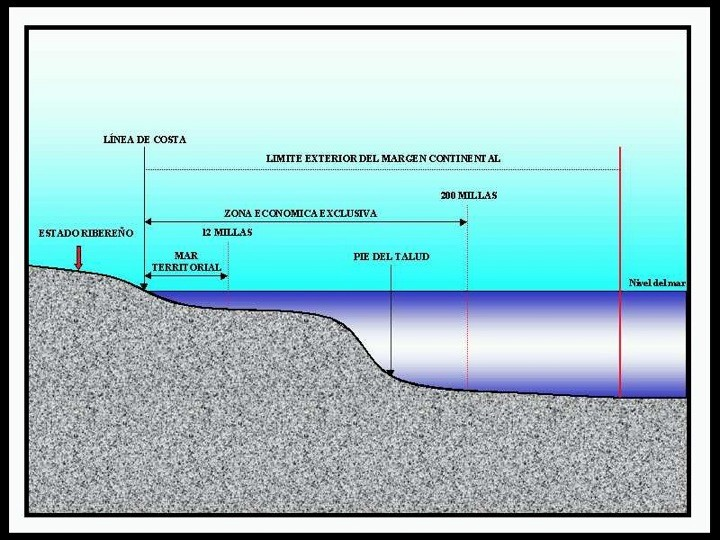 LÍNEA DE COSTA
LIMITE EXTERIOR DEL MARGEN CONTINENTAL
200 MILLAS
ZONA ECONOMICA EXCLUSIVA
ESTADO RIBEREÑO
12 MILLAS
MAR
TERRITORIAL
PIE DEL TALUD
Nivel del mar